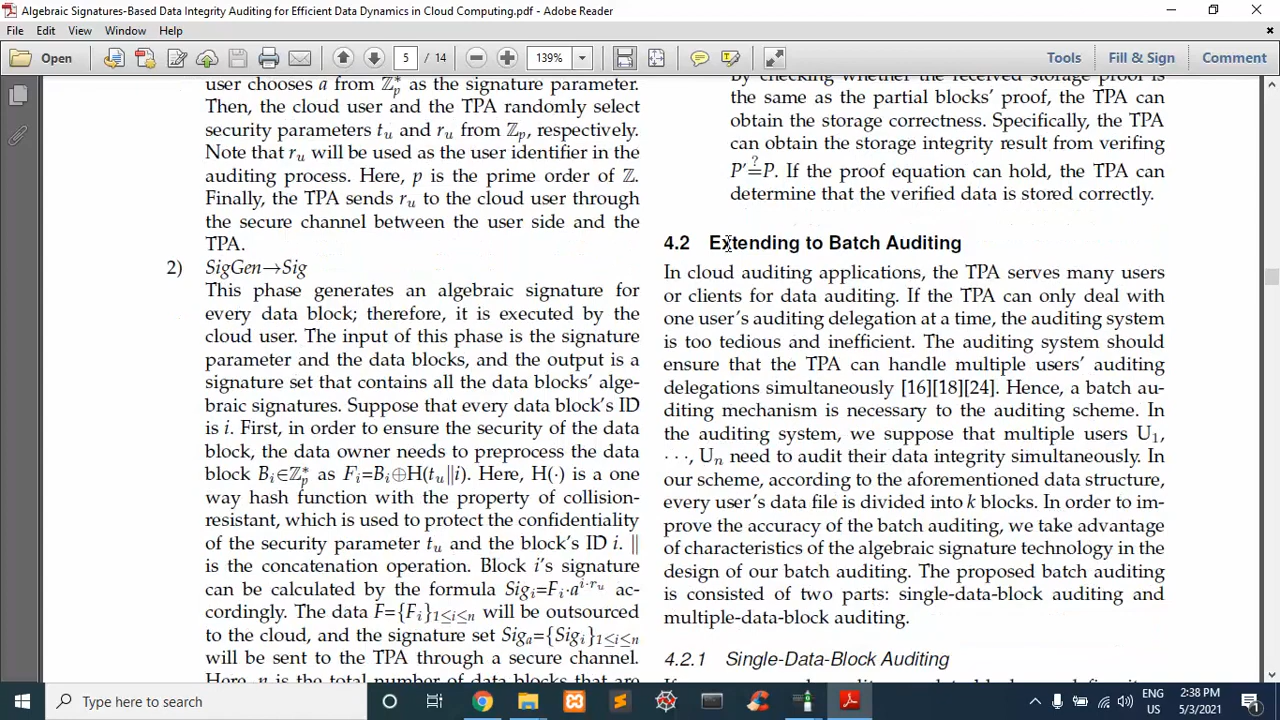 Algebraic Signatures-Based Data Integrity Auditing for Efficient Data Dynamics in Cloud Computing.pdf - Adobe Reader
File Edit View Window Help
Open 5 / 14 139% Tools Fill & Sign Comment
user chooses a from ℤ*p as the signature parameter.
Then, the cloud user and the TPA randomly select
security parameters tu and ru from ℤp, respectively.
Note that ru will be used as the user identifier in the
auditing process. Here, p is the prime order of ℤ.
Finally, the TPA sends ru to the cloud user through
the secure channel between the user side and the
TPA.
2) SigGen→Sig
This phase generates an algebraic signature for
every data block; therefore, it is executed by the
cloud user. The input of this phase is the signature
parameter and the data blocks, and the output is a
signature set that contains all the data blocks' alge-
braic signatures. Suppose that every data block's ID
is i. First, in order to ensure the security of the data
block, the data owner needs to preprocess the data
block Bi∈ℤ*p as Fi=Bi⊕H(tu∥i). Here, H(·) is a one
way hash function with the property of collision-
resistant, which is used to protect the confidentiality
of the security parameter tu and the block's ID i. ∥
is the concatenation operation. Block i's signature
can be calculated by the formula Sigi=Fi·a^i·ru ac-
cordingly. The data F={Fi}1≤i≤n will be outsourced
to the cloud, and the signature set Siga={Sigi}1≤i≤n
will be sent to the TPA through a secure channel.
Here, n is the total number of data blocks that are
By checking whether the received storage proof is
the same as the partial blocks' proof, the TPA can
obtain the storage correctness. Specifically, the TPA
can obtain the storage integrity result from verifing
P'≟P. If the proof equation can hold, the TPA can
determine that the verified data is stored correctly.
4.2 Extending to Batch Auditing
In cloud auditing applications, the TPA serves many users
or clients for data auditing. If the TPA can only deal with
one user's auditing delegation at a time, the auditing system
is too tedious and inefficient. The auditing system should
ensure that the TPA can handle multiple users' auditing
delegations simultaneously [16][18][24]. Hence, a batch au-
diting mechanism is necessary to the auditing scheme. In
the auditing system, we suppose that multiple users U1,
···, Un need to audit their data integrity simultaneously. In
our scheme, according to the aforementioned data structure,
every user's data file is divided into k blocks. In order to im-
prove the accuracy of the batch auditing, we take advantage
of characteristics of the algebraic signature technology in the
design of our batch auditing. The proposed batch auditing
is consisted of two parts: single-data-block auditing and
multiple-data-block auditing.
4.2.1 Single-Data-Block Auditing
Type here to search
ENG
US
2:38 PM
5/3/2021
1